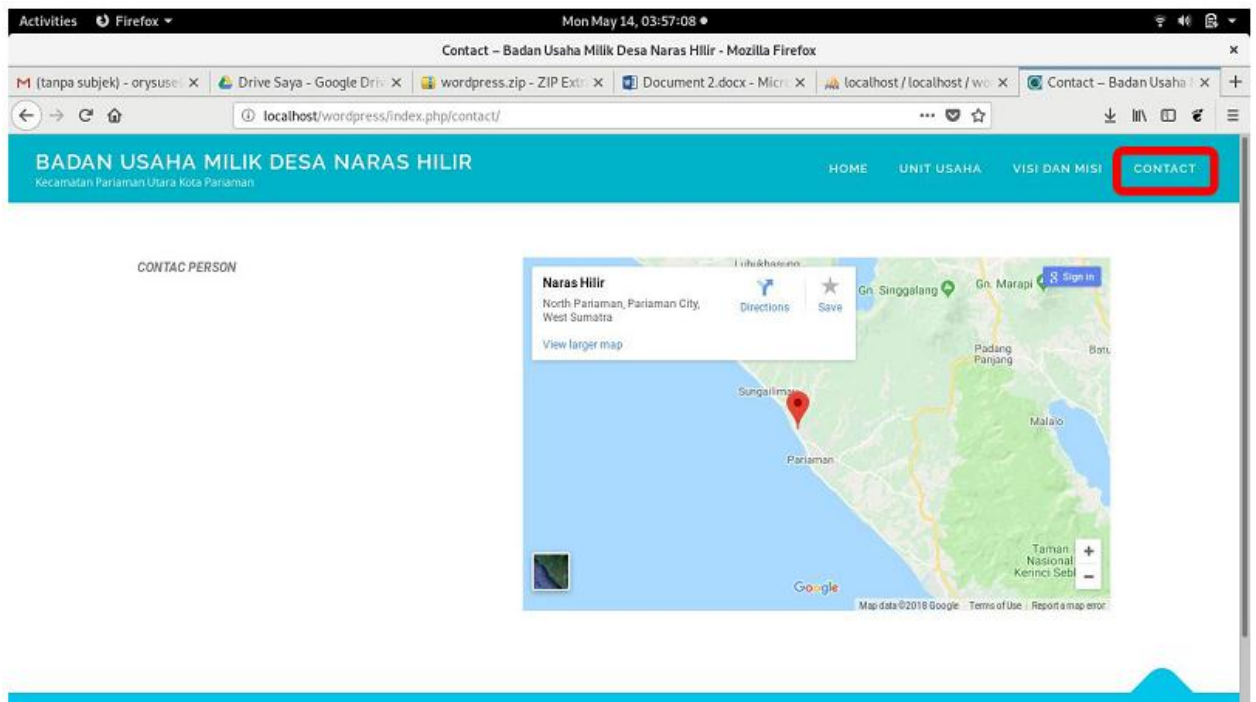 Activities Firefox
Mon May 14, 03:57:08
Contact – Badan Usaha Milik Desa Naras HIlir - Mozilla Firefox
(tanpa subjek) - orysuse
Drive Saya - Google Dri
wordpress.zip - ZIP Extr
Document 2.docx - Micr
localhost / localhost / wo
Contact – Badan Usaha
localhost/wordpress/index.php/contact/
BADAN USAHA MILIK DESA NARAS HILIR
Kecamatan Pariaman Utara Kota Pariaman
HOME UNIT USAHA VISI DAN MISI CONTACT
CONTAC PERSON
Naras Hilir
North Pariaman, Pariaman City,
West Sumatra
View larger map
Directions
Save
Gn. Singgalang
Gn. Marapi
Sign in
Padang
Panjang
Batu
Sungailima
Malalo
Pariaman
Taman
Nasional
Kerinci Sebl
Google
Map data ©2018 Google Terms of Use Report a map error